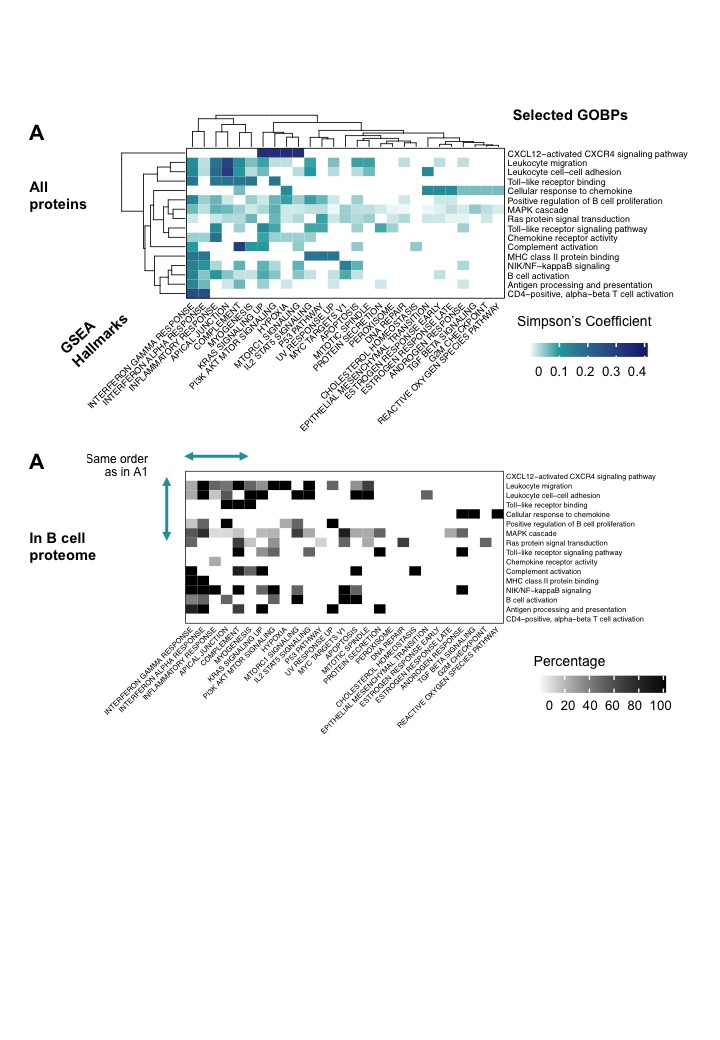 Selected GOBPs
A
All
proteins
CXCL12−activated CXCR4 signaling pathway
Leukocyte migration
Leukocyte cell−cell adhesion
Toll−like receptor binding
Cellular response to chemokine
Positive regulation of B cell proliferation
MAPK cascade
Ras protein signal transduction
Toll−like receptor signaling pathway
Chemokine receptor activity
Complement activation
MHC class II protein binding
NIK/NF−kappaB signaling
B cell activation
Antigen processing and presentation
CD4−positive, alpha−beta T cell activation
GSEA
Hallmarks
INTERFERON GAMMA RESPONSE
INTERFERON ALPHA RESPONSE
INFLAMMATORY RESPONSE
APICAL JUNCTION
COMPLEMENT
MYOGENESIS
KRAS SIGNALING UP
PI3K AKT MTOR SIGNALING
HYPOXIA
MTORC1 SIGNALING
IL2 STAT5 SIGNALING
P53 PATHWAY
UV RESPONSE UP
MYC TARGETS V1
APOPTOSIS
MITOTIC SPINDLE
PROTEIN SECRETION
PEROXISOME
DNA REPAIR
CHOLESTEROL HOMEOSTASIS
EPITHELIAL MESENCHYMAL TRANSITION
ESTROGEN RESPONSE EARLY
ESTROGEN RESPONSE LATE
ANDROGEN RESPONSE
TGF BETA SIGNALING
G2M CHECKPOINT
REACTIVE OXYGEN SPECIES PATHWAY
Simpson's Coefficient
0 0.1 0.2 0.3 0.4
A
Same order
as in A1
In B cell
proteome
CXCL12−activated CXCR4 signaling pathway
Leukocyte migration
Leukocyte cell−cell adhesion
Toll−like receptor binding
Cellular response to chemokine
Positive regulation of B cell proliferation
MAPK cascade
Ras protein signal transduction
Toll−like receptor signaling pathway
Chemokine receptor activity
Complement activation
MHC class II protein binding
NIK/NF−kappaB signaling
B cell activation
Antigen processing and presentation
CD4−positive, alpha−beta T cell activation
INTERFERON GAMMA RESPONSE
INTERFERON ALPHA RESPONSE
INFLAMMATORY RESPONSE
APICAL JUNCTION
COMPLEMENT
MYOGENESIS
KRAS SIGNALING UP
PI3K AKT MTOR SIGNALING
HYPOXIA
MTORC1 SIGNALING
IL2 STAT5 SIGNALING
P53 PATHWAY
UV RESPONSE UP
MYC TARGETS V1
APOPTOSIS
MITOTIC SPINDLE
PROTEIN SECRETION
PEROXISOME
DNA REPAIR
CHOLESTEROL HOMEOSTASIS
EPITHELIAL MESENCHYMAL TRANSITION
ESTROGEN RESPONSE EARLY
ESTROGEN RESPONSE LATE
ANDROGEN RESPONSE
TGF BETA SIGNALING
G2M CHECKPOINT
REACTIVE OXYGEN SPECIES PATHWAY
Percentage
0 20 40 60 80 100